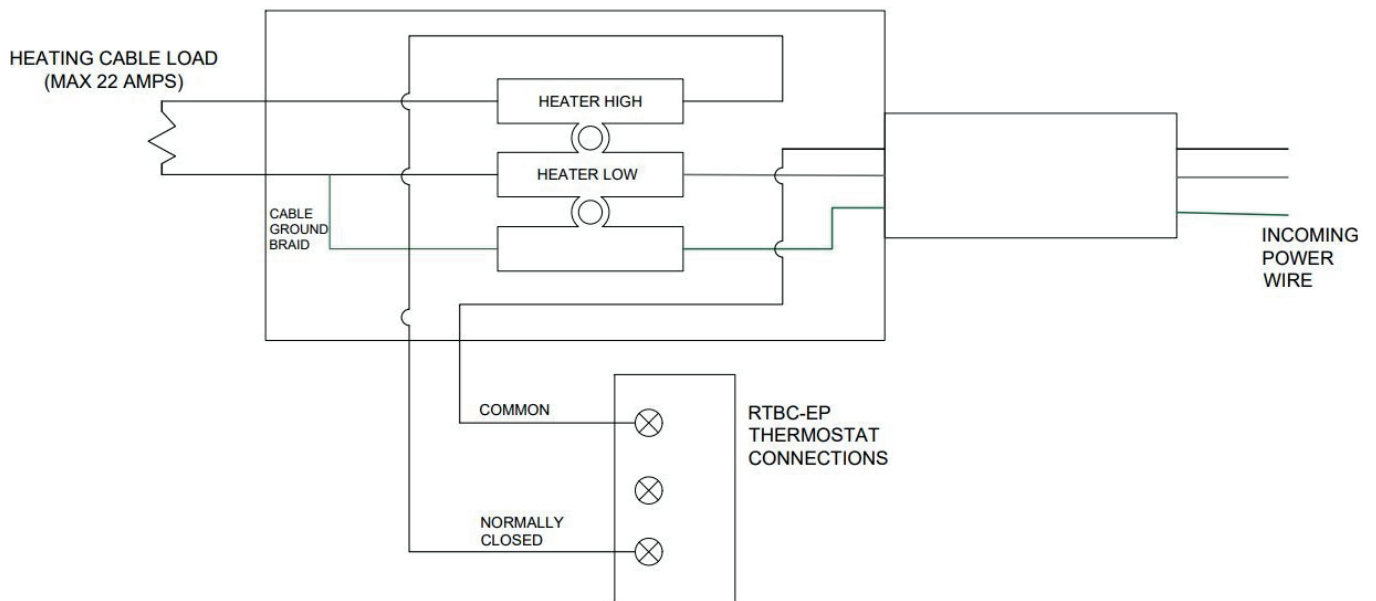 HEATING CABLE LOAD
(MAX 22 AMPS)
HEATER HIGH
HEATER LOW
CABLE
GROUND
BRAID
INCOMING
POWER
WIRE
COMMON
RTBC-EP
THERMOSTAT
CONNECTIONS
NORMALLY
CLOSED